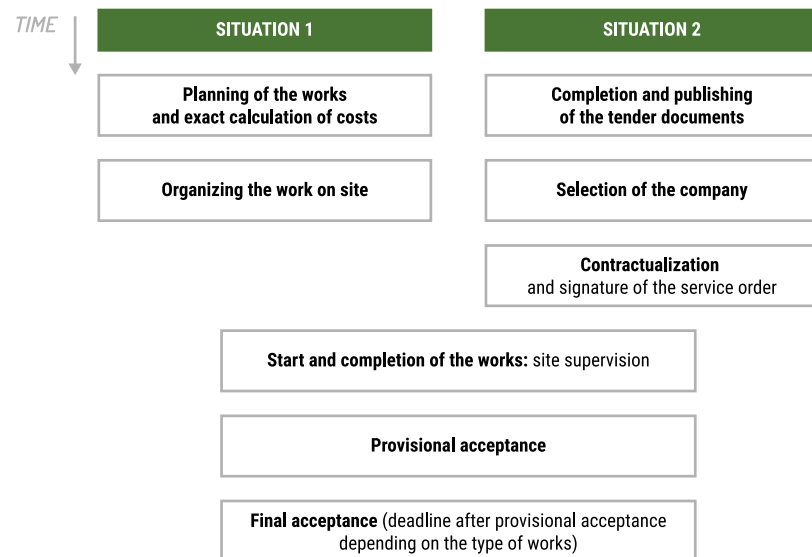 TIME
SITUATION 1
SITUATION 2
Planning of the works
and exact calculation of costs
Completion and publishing
of the tender documents
Organizing the work on site
Selection of the company
Contractualization
and signature of the service order
Start and completion of the works: site supervision
Provisional acceptance
Final acceptance (deadline after provisional acceptance
depending on the type of works)